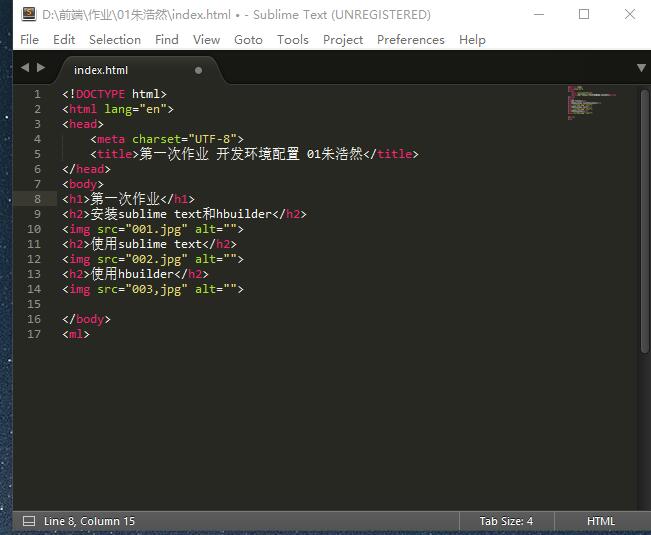 D:\前端\作业\01朱浩然\index.html • - Sublime Text (UNREGISTERED)
File Edit Selection Find View Goto Tools Project Preferences Help
index.html
1 <!DOCTYPE html>
2 <html lang="en">
3 <head>
4 <meta charset="UTF-8">
5 <title>第一次作业 开发环境配置 01朱浩然</title>
6 </head>
7 <body>
8 <h1>第一次作业</h1>
9 <h2>安装sublime text和hbuilder</h2>
10 <img src="001.jpg" alt="">
11 <h2>使用sublime text</h2>
12 <img src="002.jpg" alt="">
13 <h2>使用hbuilder</h2>
14 <img src="003,jpg" alt="">
15
16 </body>
17 <ml>
Line 8, Column 15 Tab Size: 4 HTML